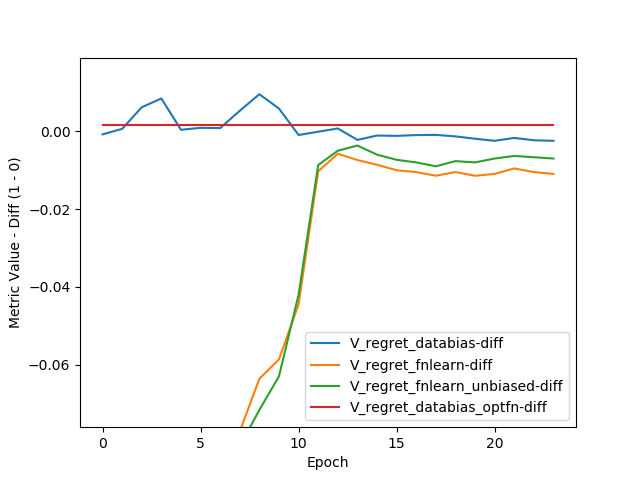 0.00
−0.02
−0.04
−0.06
Metric Value - Diff (1 - 0)
0
5
10
15
20
Epoch
V_regret_databias-diff
V_regret_fnlearn-diff
V_regret_fnlearn_unbiased-diff
V_regret_databias_optfn-diff